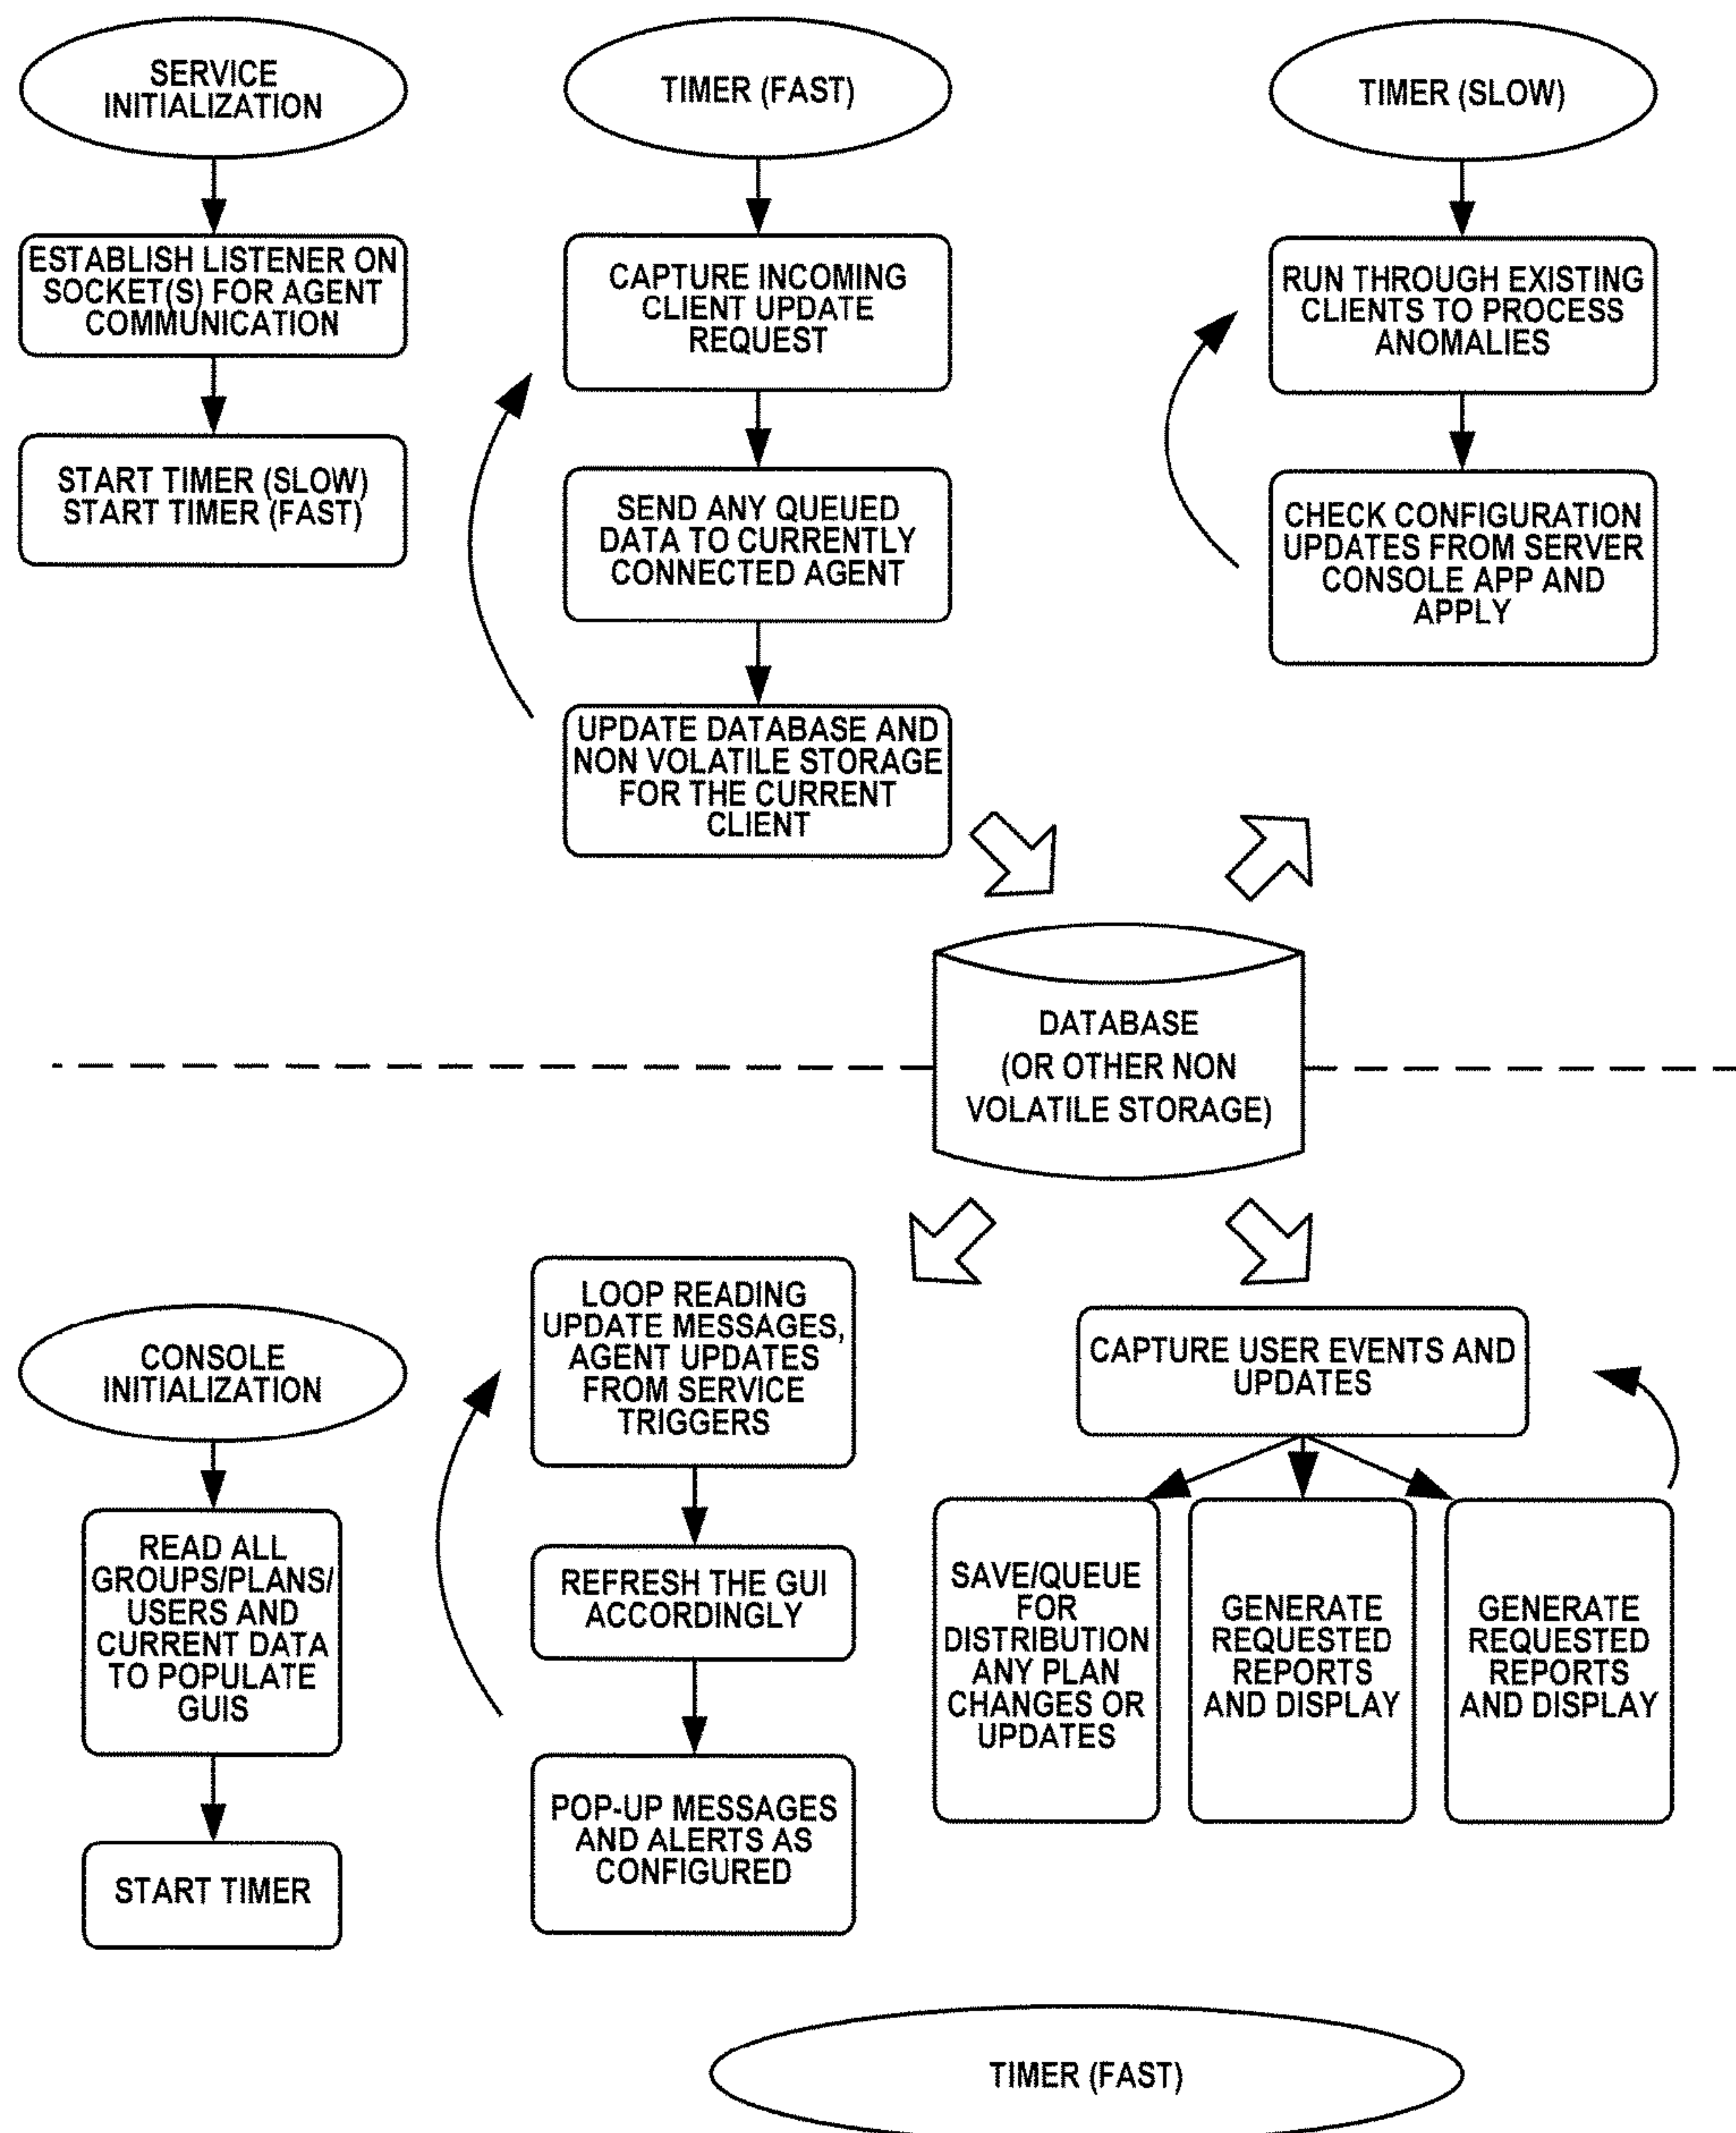 SERVICE
INITIALIZATION
ESTABLISH LISTENER ON
SOCKET(S) FOR AGENT
COMMUNICATION
START TIMER (SLOW)
START TIMER (FAST)
TIMER (FAST)
CAPTURE INCOMING
CLIENT UPDATE
REQUEST
SEND ANY QUEUED
DATA TO CURRENTLY
CONNECTED AGENT
UPDATE DATABASE AND
NON VOLATILE STORAGE
FOR THE CURRENT
CLIENT
TIMER (SLOW)
RUN THROUGH EXISTING
CLIENTS TO PROCESS
ANOMALIES
CHECK CONFIGURATION
UPDATES FROM SERVER
CONSOLE APP AND
APPLY
DATABASE
(OR OTHER NON
VOLATILE STORAGE)
CONSOLE
INITIALIZATION
READ ALL
GROUPS/PLANS/
USERS AND
CURRENT DATA
TO POPULATE
GUIS
START TIMER
LOOP READING
UPDATE MESSAGES,
AGENT UPDATES
FROM SERVICE
TRIGGERS
REFRESH THE GUI
ACCORDINGLY
POP-UP MESSAGES
AND ALERTS AS
CONFIGURED
CAPTURE USER EVENTS AND
UPDATES
SAVE/QUEUE
FOR
DISTRIBUTION
ANY PLAN
CHANGES OR
UPDATES
GENERATE
REQUESTED
REPORTS
AND DISPLAY
GENERATE
REQUESTED
REPORTS
AND DISPLAY
TIMER (FAST)